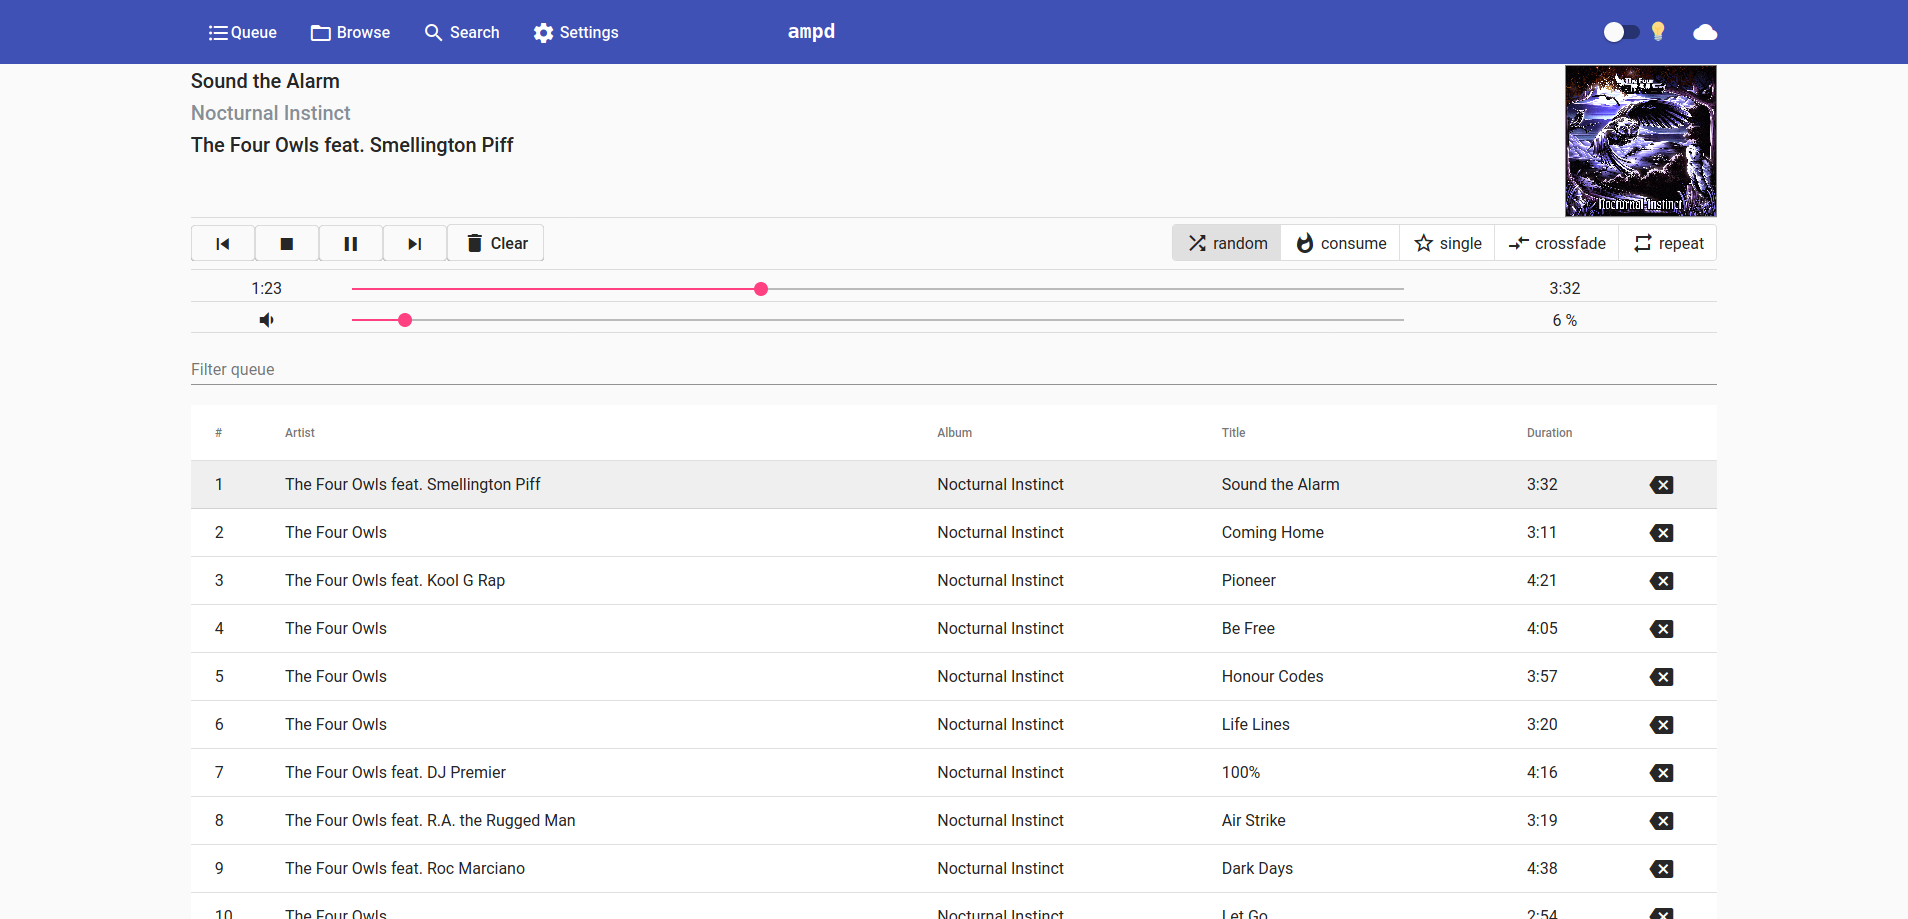 Queue Browse Search Settings ampd
Sound the Alarm
Nocturnal Instinct
The Four Owls feat. Smellington Piff
The Four
Nocturnal Instinct
Clear random consume single crossfade repeat
1:23 3:32
6 %
Filter queue
# Artist Album Title Duration
1 The Four Owls feat. Smellington Piff Nocturnal Instinct Sound the Alarm 3:32
2 The Four Owls Nocturnal Instinct Coming Home 3:11
3 The Four Owls feat. Kool G Rap Nocturnal Instinct Pioneer 4:21
4 The Four Owls Nocturnal Instinct Be Free 4:05
5 The Four Owls Nocturnal Instinct Honour Codes 3:57
6 The Four Owls Nocturnal Instinct Life Lines 3:20
7 The Four Owls feat. DJ Premier Nocturnal Instinct 100% 4:16
8 The Four Owls feat. R.A. the Rugged Man Nocturnal Instinct Air Strike 3:19
9 The Four Owls feat. Roc Marciano Nocturnal Instinct Dark Days 4:38
10 The Four Owls Nocturnal Instinct Let Go 2:54